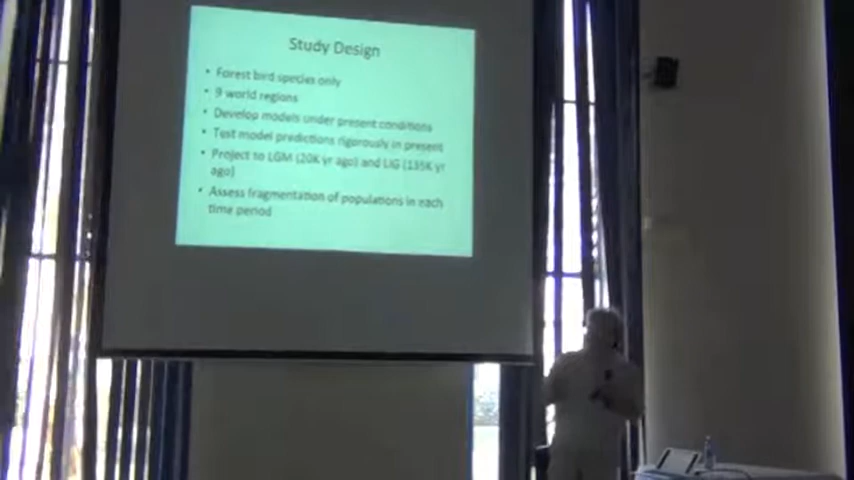 Study Design
• Forest bird species only
• 9 world regions
• Develop models under present conditions
• Test model predictions rigorously in present
• Project to LGM (20K yr ago) and LIG (135K yr
ago)
• Assess fragmentation of populations in each
time period